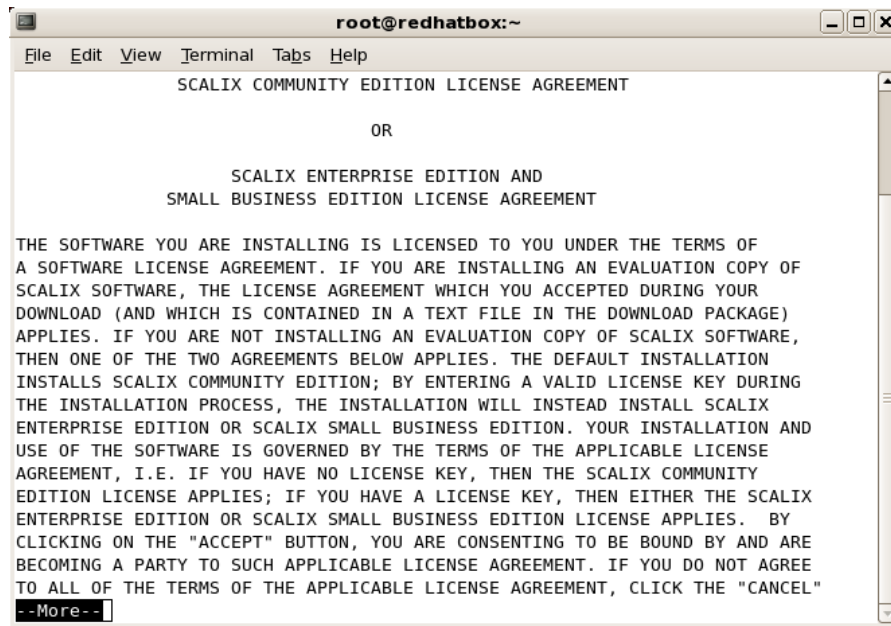 root@redhatbox:~
File Edit View Terminal Tabs Help
SCALIX COMMUNITY EDITION LICENSE AGREEMENT
OR
SCALIX ENTERPRISE EDITION AND
SMALL BUSINESS EDITION LICENSE AGREEMENT
THE SOFTWARE YOU ARE INSTALLING IS LICENSED TO YOU UNDER THE TERMS OF
A SOFTWARE LICENSE AGREEMENT. IF YOU ARE INSTALLING AN EVALUATION COPY OF
SCALIX SOFTWARE, THE LICENSE AGREEMENT WHICH YOU ACCEPTED DURING YOUR
DOWNLOAD (AND WHICH IS CONTAINED IN A TEXT FILE IN THE DOWNLOAD PACKAGE)
APPLIES. IF YOU ARE NOT INSTALLING AN EVALUATION COPY OF SCALIX SOFTWARE,
THEN ONE OF THE TWO AGREEMENTS BELOW APPLIES. THE DEFAULT INSTALLATION
INSTALLS SCALIX COMMUNITY EDITION; BY ENTERING A VALID LICENSE KEY DURING
THE INSTALLATION PROCESS, THE INSTALLATION WILL INSTEAD INSTALL SCALIX
ENTERPRISE EDITION OR SCALIX SMALL BUSINESS EDITION. YOUR INSTALLATION AND
USE OF THE SOFTWARE IS GOVERNED BY THE TERMS OF THE APPLICABLE LICENSE
AGREEMENT, I.E. IF YOU HAVE NO LICENSE KEY, THEN THE SCALIX COMMUNITY
EDITION LICENSE APPLIES; IF YOU HAVE A LICENSE KEY, THEN EITHER THE SCALIX
ENTERPRISE EDITION OR SCALIX SMALL BUSINESS EDITION LICENSE APPLIES.  BY
CLICKING ON THE "ACCEPT" BUTTON, YOU ARE CONSENTING TO BE BOUND BY AND ARE
BECOMING A PARTY TO SUCH APPLICABLE LICENSE AGREEMENT. IF YOU DO NOT AGREE
TO ALL OF THE TERMS OF THE APPLICABLE LICENSE AGREEMENT, CLICK THE "CANCEL"
--More--